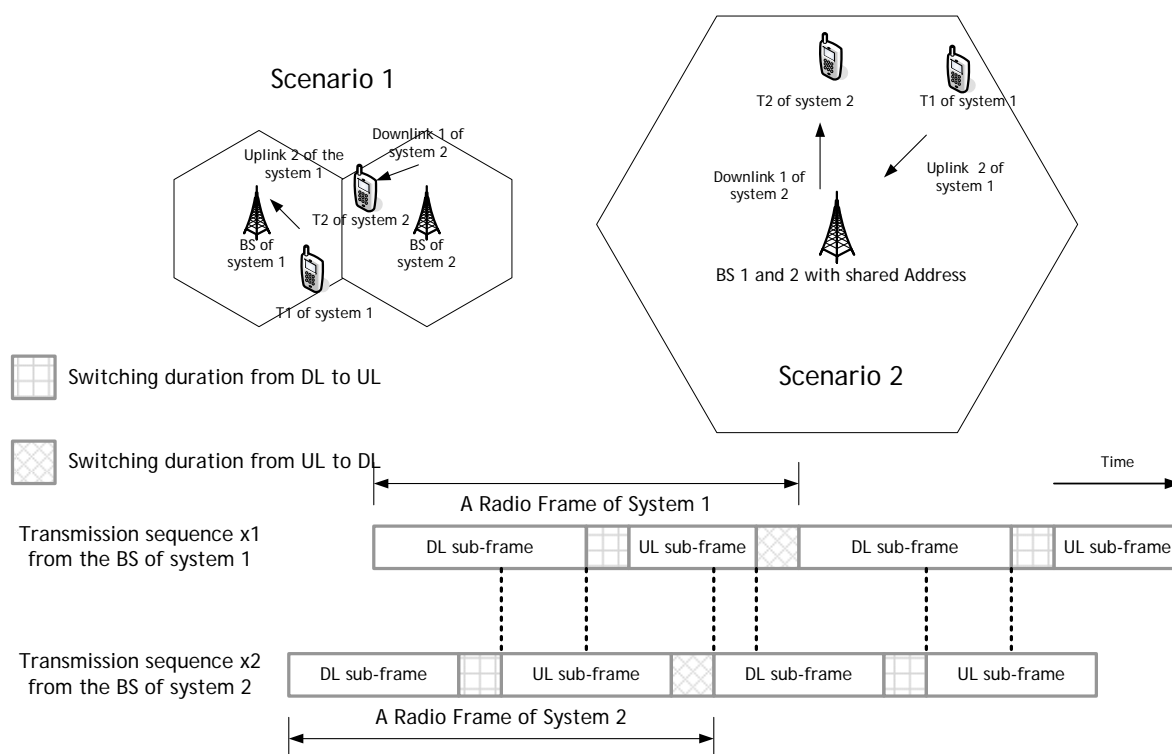 Scenario 1
Uplink 2 of the
system 1
Downlink 1 of
system 2
T2 of system 2
BS of
system 1
BS of
system 2
T1 of system 1
T2 of system 2
T1 of system 1
Downlink 1 of
system 2
Uplink 2 of
system 1
BS 1 and 2 with shared Address
Scenario 2
Switching duration from DL to UL
Switching duration from UL to DL
Time
A Radio Frame of System 1
Transmission sequence x1
from the BS of system 1
DL sub-frame
UL sub-frame
DL sub-frame
UL sub-frame
Transmission sequence x2
from the BS of system 2
DL sub-frame
UL sub-frame
DL sub-frame
UL sub-frame
A Radio Frame of System 2